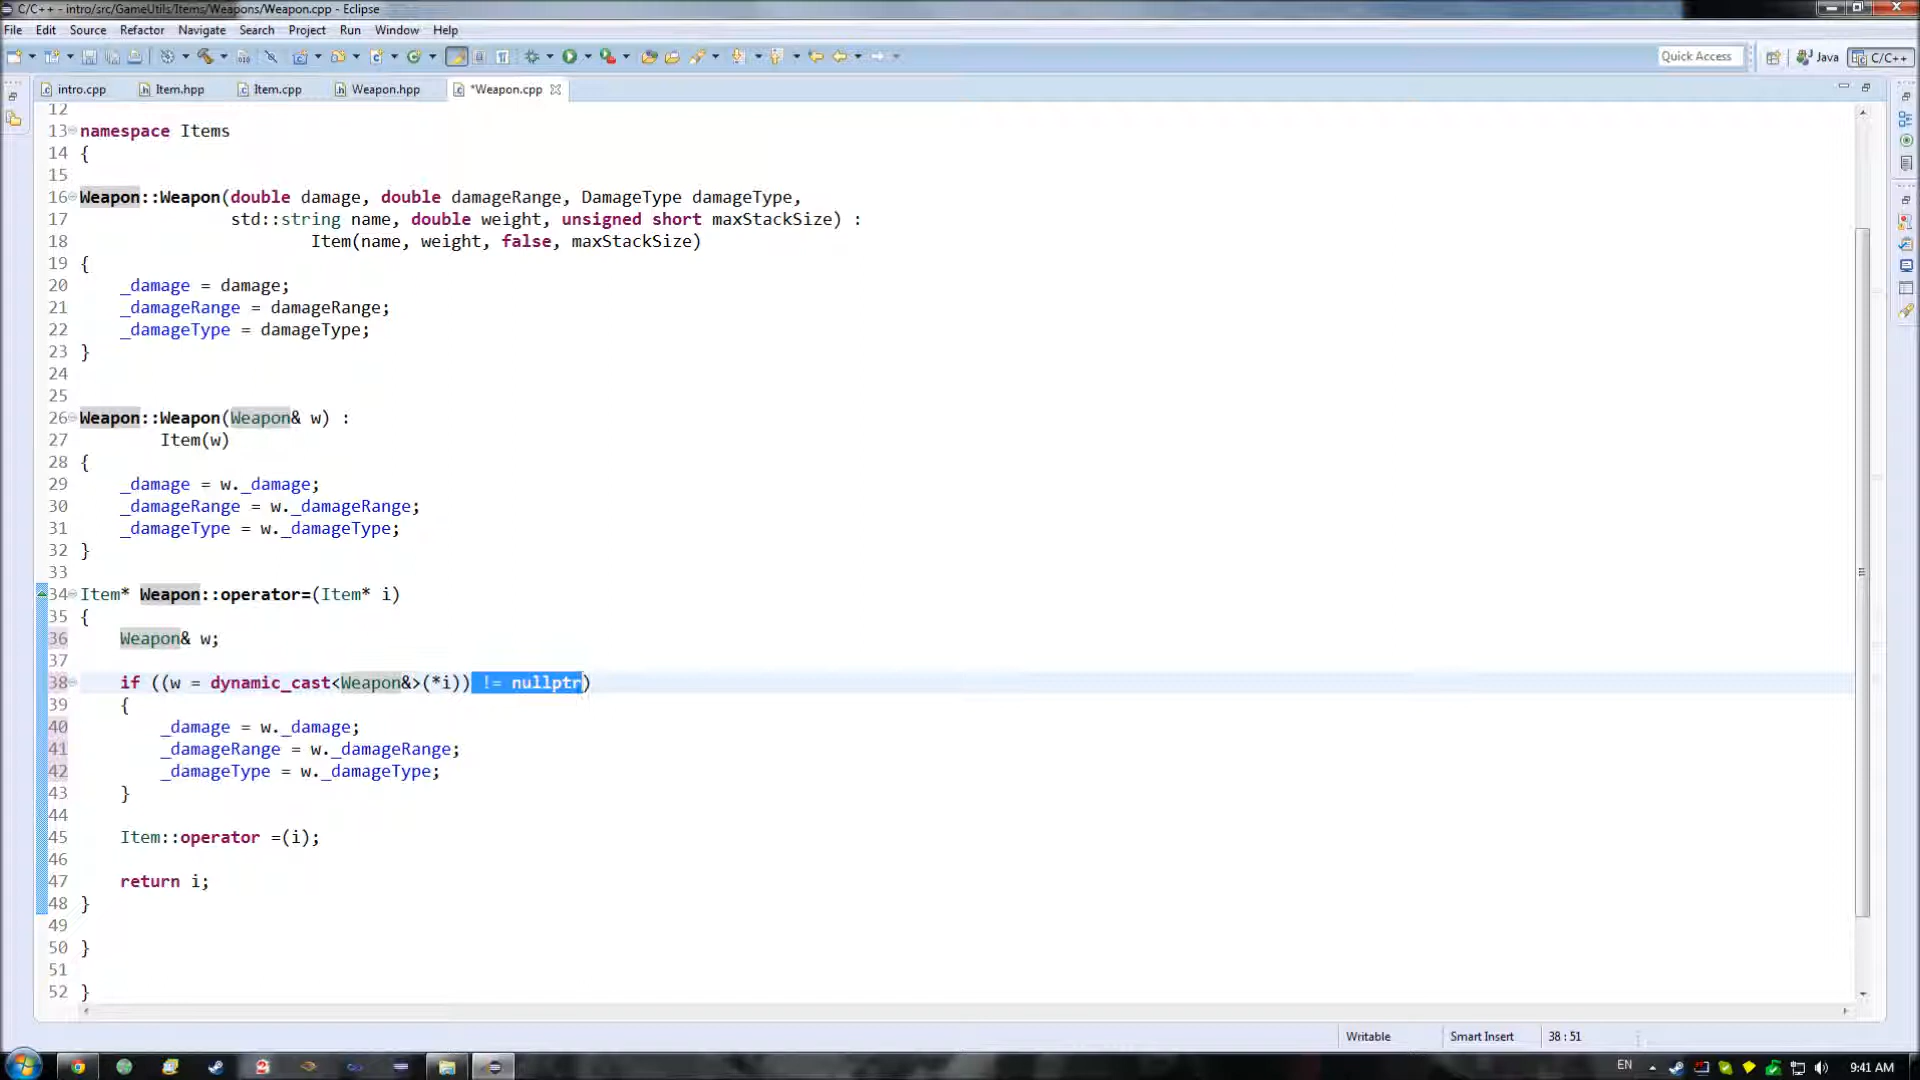 C/C++ - intro/src/GameUtils/Items/Weapons/Weapon.cpp - Eclipse
File Edit Source Refactor Navigate Search Project Run Window Help
Quick Access Java C/C++
intro.cpp Item.hpp Item.cpp Weapon.hpp *Weapon.cpp
12
13 namespace Items
14 {
15
16 Weapon::Weapon(double damage, double damageRange, DamageType damageType,
17 std::string name, double weight, unsigned short maxStackSize) :
18 Item(name, weight, false, maxStackSize)
19 {
20 _damage = damage;
21 _damageRange = damageRange;
22 _damageType = damageType;
23 }
24
25
26 Weapon::Weapon(Weapon& w) :
27 Item(w)
28 {
29 _damage = w._damage;
30 _damageRange = w._damageRange;
31 _damageType = w._damageType;
32 }
33
34 Item* Weapon::operator=(Item* i)
35 {
36 Weapon& w;
37
38 if ((w = dynamic_cast<Weapon&>(*i)) != nullptr)
39 {
40 _damage = w._damage;
41 _damageRange = w._damageRange;
42 _damageType = w._damageType;
43 }
44
45 Item::operator =(i);
46
47 return i;
48 }
49
50 }
51
52 }
Writable Smart Insert 38 : 51
EN 9:41 AM